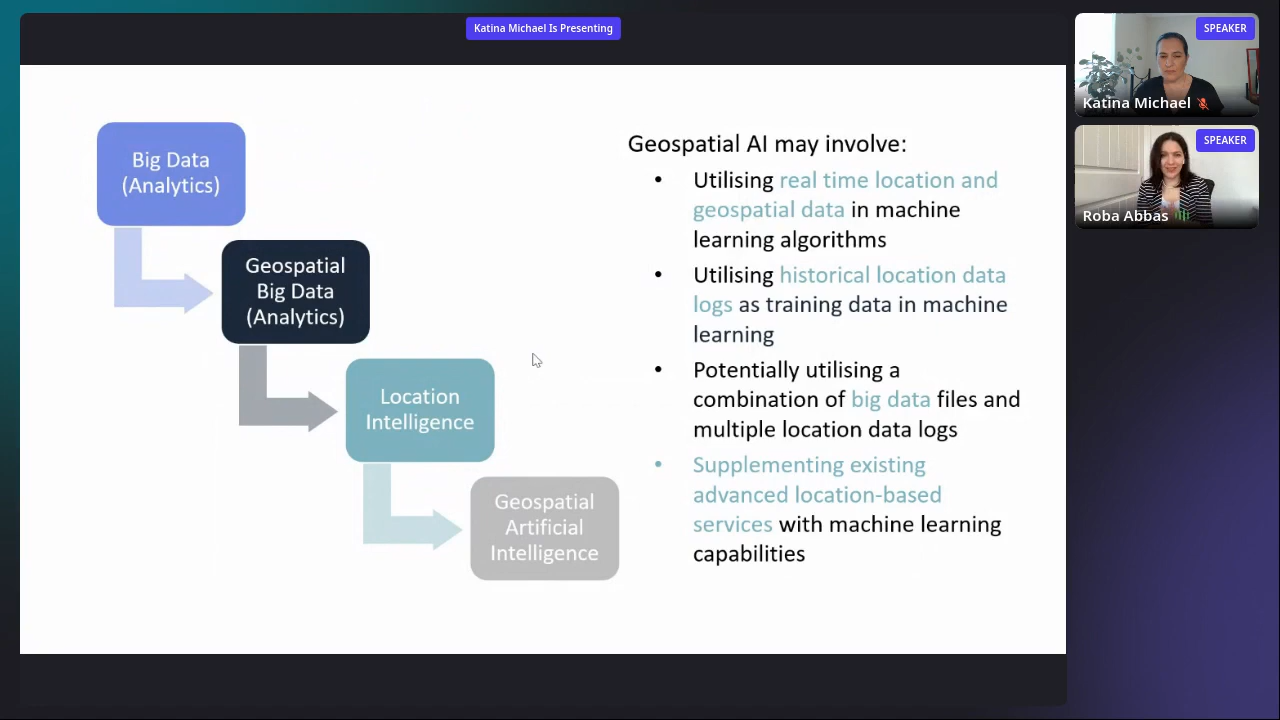 Katina Michael Is Presenting
SPEAKER
Katina Michael
SPEAKER
Roba Abbas
Big Data
(Analytics)
Geospatial
Big Data
(Analytics)
Location
Intelligence
Geospatial
Artificial
Intelligence
Geospatial AI may involve:
• Utilising real time location and
geospatial data in machine
learning algorithms
• Utilising historical location data
logs as training data in machine
learning
• Potentially utilising a
combination of big data files and
multiple location data logs
• Supplementing existing
advanced location-based
services with machine learning
capabilities